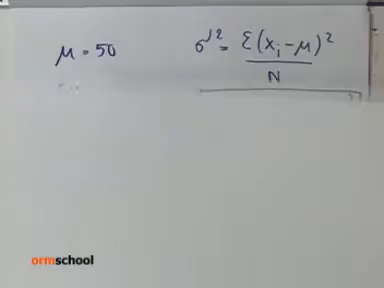 μ = 50
σ² = Σ(xᵢ - μ)²
N
ormschool